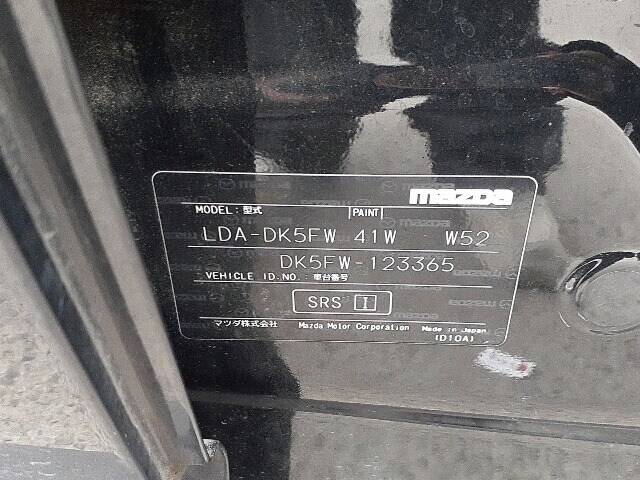 mazda
MODEL: 型式 PAINT
LDA-DK5FW 41W W52
DK5FW-123365
VEHICLE ID.NO.: 車台番号
SRS I
マツダ株式会社 Mazda Motor Corporation Made in Japan
(D10A)